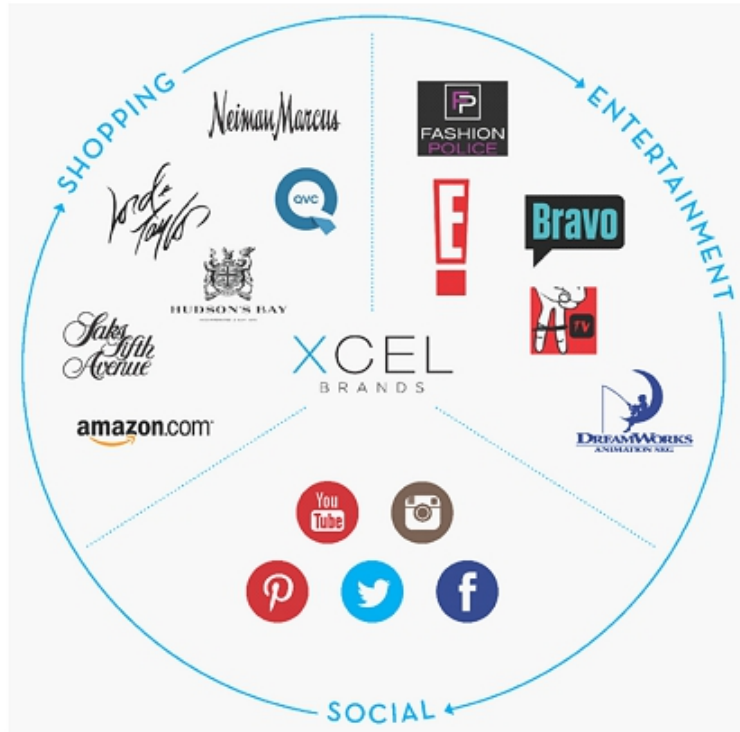 SHOPPING
Neiman Marcus
Lord &
Taylor
QVC
HUDSON'S BAY
Saks
Fifth
Avenue
amazon.com
ENTERTAINMENT
FP
FASHION
POLICE
E!
Bravo
TV
DREAMWORKS
ANIMATION SKG
XCEL
BRANDS
You
Tube
SOCIAL